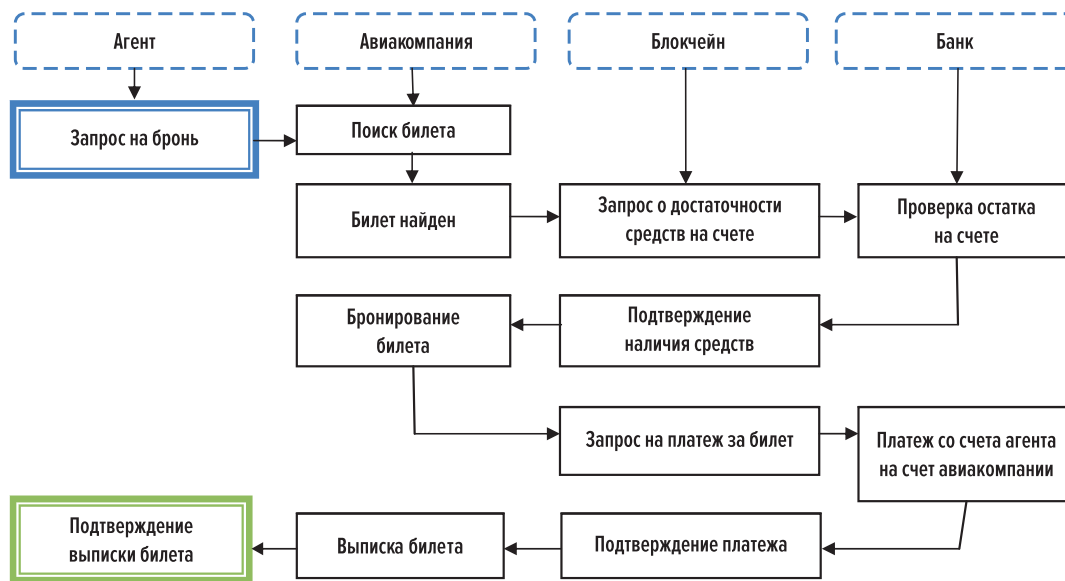 Агент
Авиакомпания
Блокчейн
Банк
Запрос на бронь
Поиск билета
Билет найден
Запрос о достаточности
средств на счете
Проверка остатка
на счете
Бронирование
билета
Подтверждение
наличия средств
Запрос на платеж за билет
Платеж со счета агента
на счет авиакомпании
Подтверждение
выписки билета
Выписка билета
Подтверждение платежа